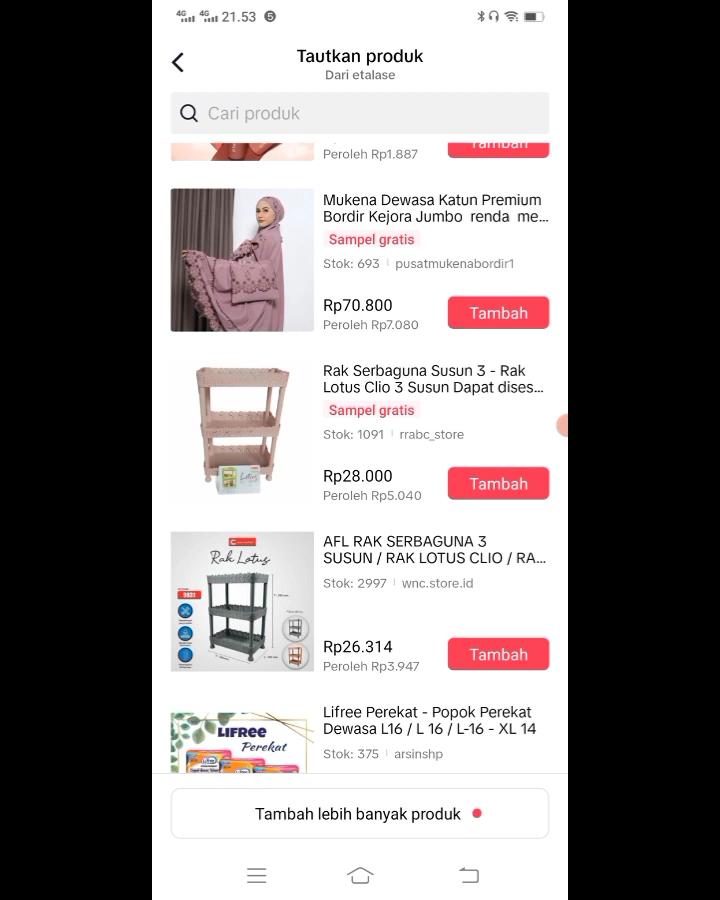 4G 4G 21.53 5
Tautkan produk
Dari etalase
Cari produk
Peroleh Rp1.887
Tambah
Mukena Dewasa Katun Premium
Bordir Kejora Jumbo renda me...
Sampel gratis
Stok: 693 pusatmukenabordir1
Rp70.800
Peroleh Rp7.080
Tambah
Rak Serbaguna Susun 3 - Rak
Lotus Clio 3 Susun Dapat dises...
Sampel gratis
Stok: 1091 rrabc_store
Rp28.000
Peroleh Rp5.040
Tambah
Lotus
AFL RAK SERBAGUNA 3
SUSUN / RAK LOTUS CLIO / RA...
Stok: 2997 wnc.store.id
Rp26.314
Peroleh Rp3.947
Tambah
Rak Lotus
9831
Lifree Perekat - Popok Perekat
Dewasa L16 / L 16 / L-16 - XL 14
Stok: 375 arsinshp
LIFREE
Perekat
Tambah lebih banyak produk